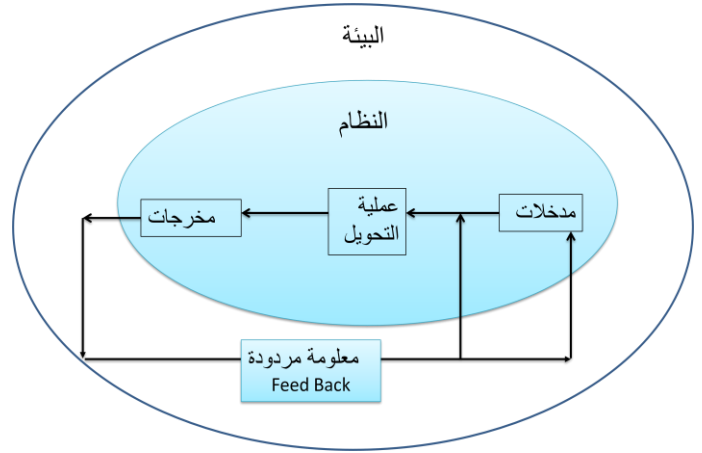 البيئة
النظام
مدخلات
عملية
التحويل
مخرجات
معلومة مردودة
Feed Back